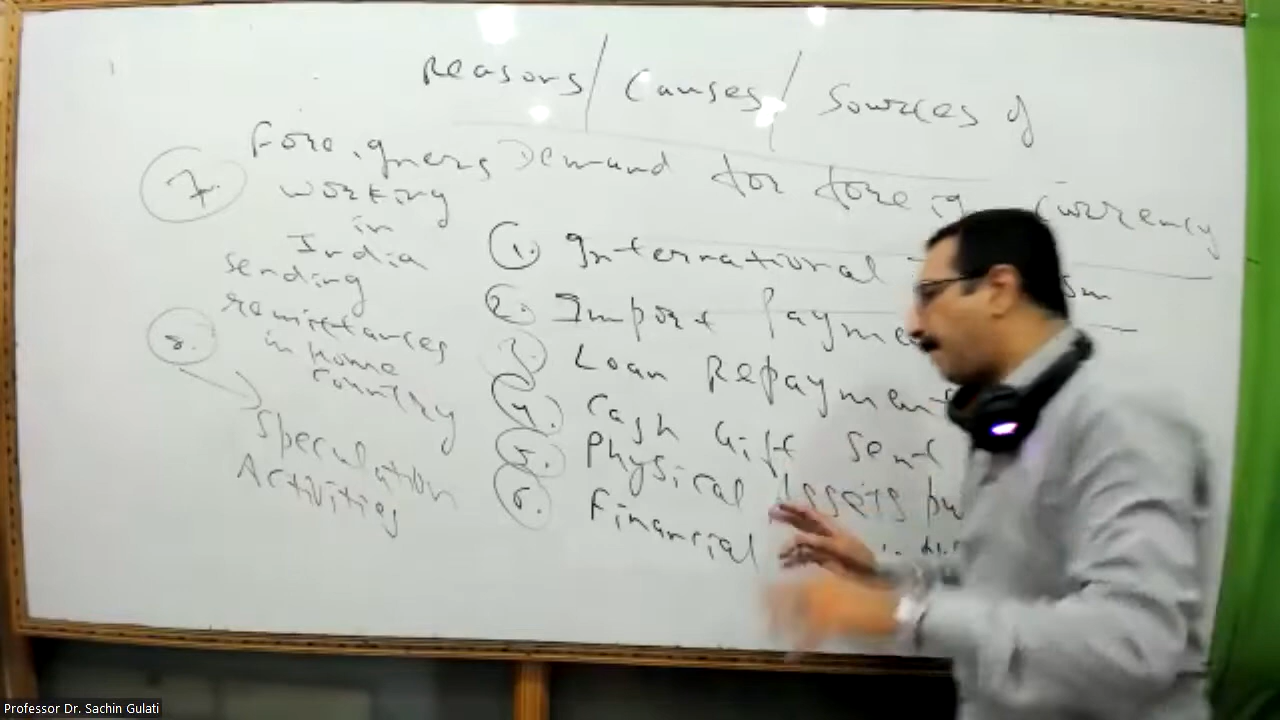 Reasons / Causes / Sources of
Demand for foreign Currency
1. International
2. Import Payme
3. Loan Repayment
4. Cash Gift Sent
5. Physical Assets pu
6. Financial
7. Foreigners
working
in
India
sending
remittances
in Home
Country
8.
Speculation
Activities
Professor Dr. Sachin Gulati